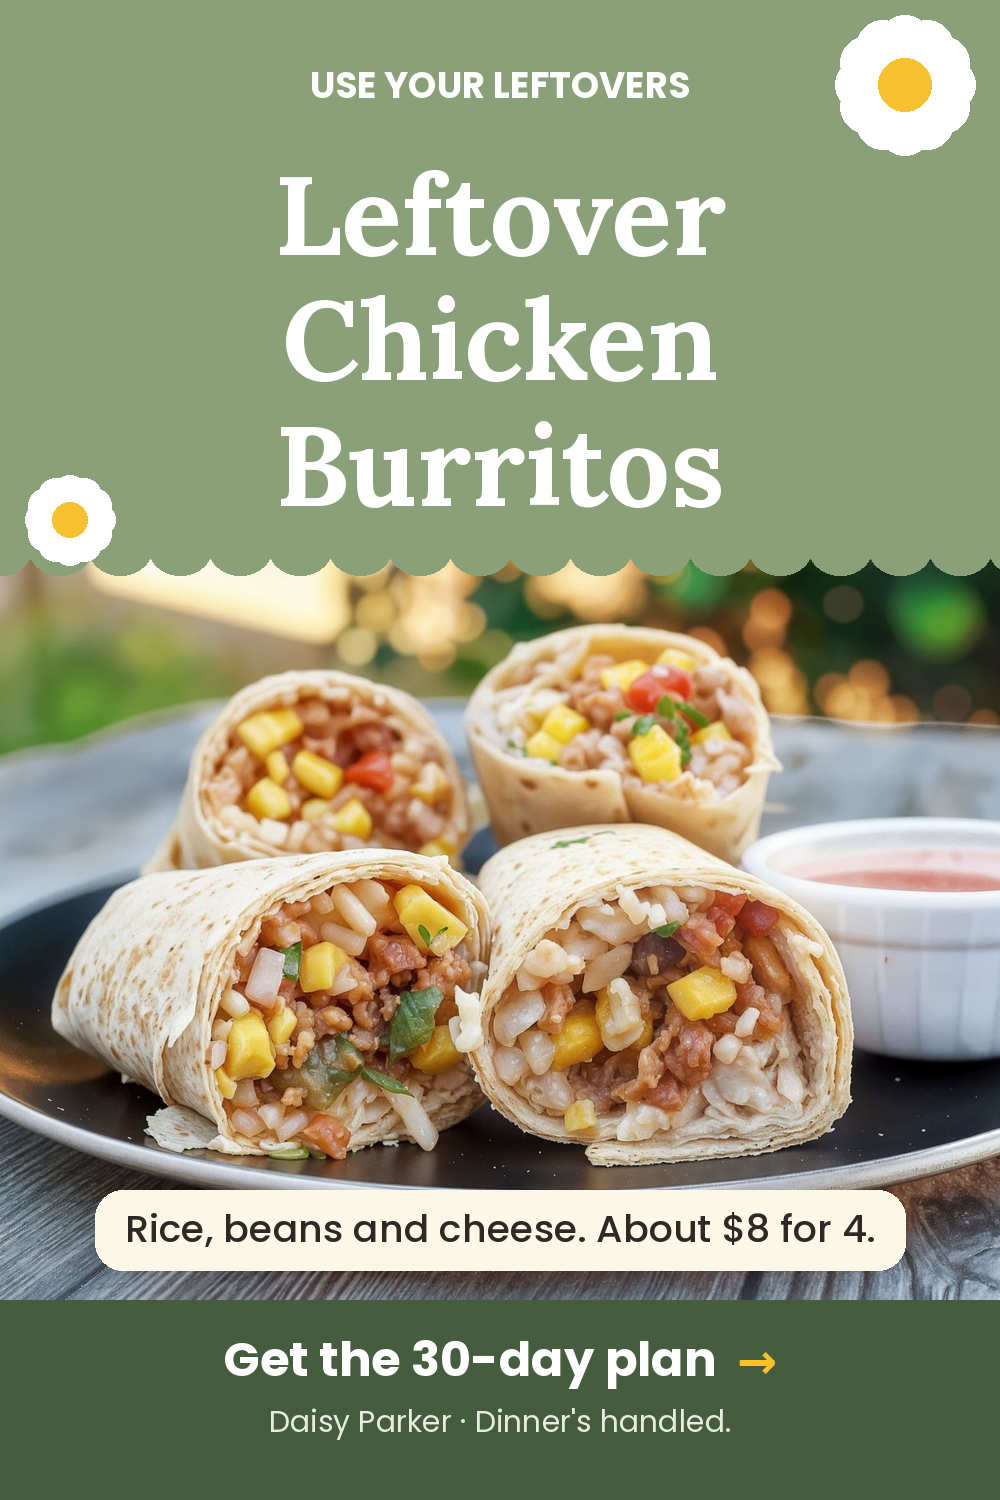 USE YOUR LEFTOVERS
Leftover
Chicken
Burritos
Rice, beans and cheese. About $8 for 4.
Get the 30-day plan →
Daisy Parker · Dinner's handled.